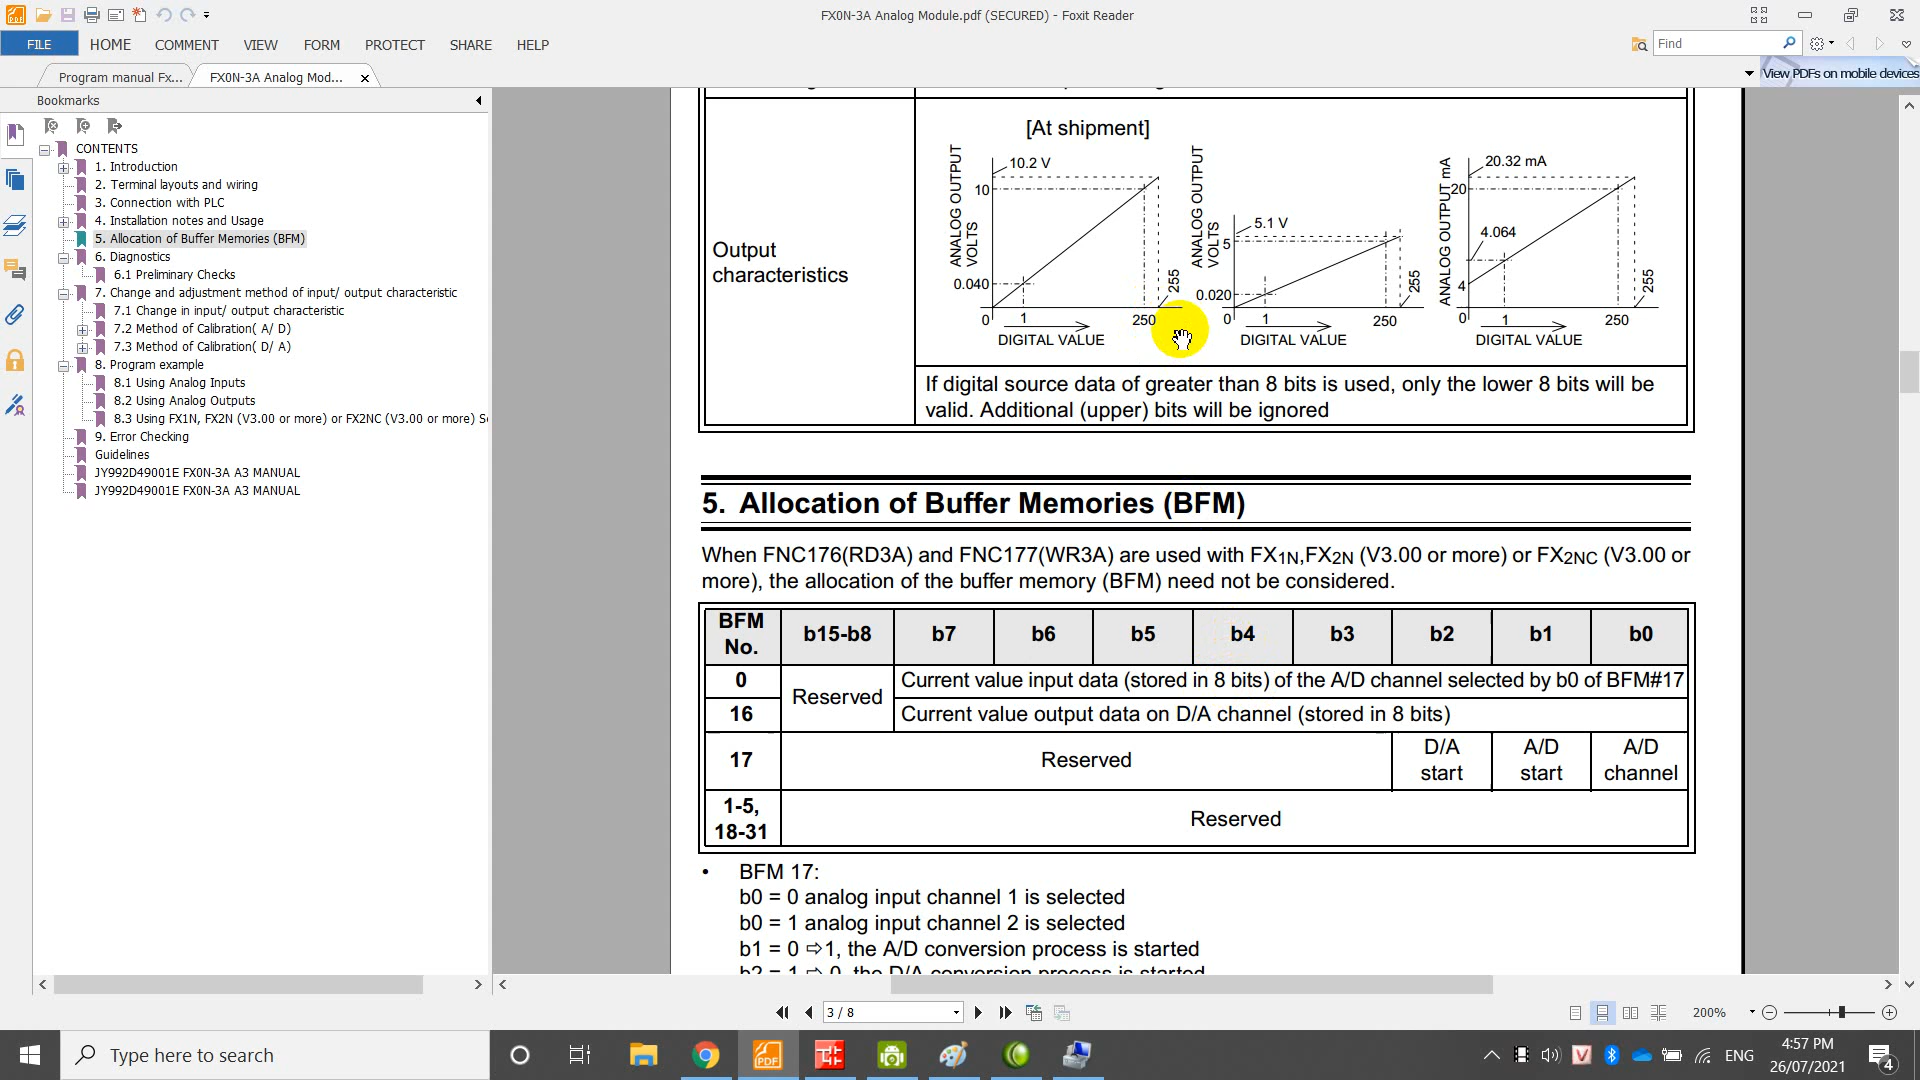 FX0N-3A Analog Module.pdf (SECURED) - Foxit Reader
FILE HOME COMMENT VIEW FORM PROTECT SHARE HELP
Find
Program manual Fx...
FX0N-3A Analog Mod...
View PDFs on mobile devices
Bookmarks
CONTENTS
1. Introduction
2. Terminal layouts and wiring
3. Connection with PLC
4. Installation notes and Usage
5. Allocation of Buffer Memories (BFM)
6. Diagnostics
6.1 Preliminary Checks
7. Change and adjustment method of input/ output characteristic
7.1 Change in input/ output characteristic
7.2 Method of Calibration( A/ D)
7.3 Method of Calibration( D/ A)
8. Program example
8.1 Using Analog Inputs
8.2 Using Analog Outputs
8.3 Using FX1N, FX2N (V3.00 or more) or FX2NC (V3.00 or more) S
9. Error Checking
Guidelines
JY992D49001E FX0N-3A A3 MANUAL
JY992D49001E FX0N-3A A3 MANUAL
Output
characteristics
[At shipment]
ANALOG OUTPUT
VOLTS
10.2 V
10
0.040
0
1
250
255
DIGITAL VALUE
ANALOG OUTPUT
VOLTS
5.1 V
5
0.020
0
1
250
255
DIGITAL VALUE
ANALOG OUTPUT mA
20.32 mA
20
4.064
4
0
1
250
255
DIGITAL VALUE
If digital source data of greater than 8 bits is used, only the lower 8 bits will be
valid. Additional (upper) bits will be ignored
5. Allocation of Buffer Memories (BFM)
When FNC176(RD3A) and FNC177(WR3A) are used with FX1N,FX2N (V3.00 or more) or FX2NC (V3.00 or
more), the allocation of the buffer memory (BFM) need not be considered.
BFM
No.
b15-b8 b7 b6 b5 b4 b3 b2 b1 b0
0
Reserved
Current value input data (stored in 8 bits) of the A/D channel selected by b0 of BFM#17
16
Current value output data on D/A channel (stored in 8 bits)
17
Reserved
D/A
start
A/D
start
A/D
channel
1-5,
18-31
Reserved
• BFM 17:
b0 = 0 analog input channel 1 is selected
b0 = 1 analog input channel 2 is selected
b1 = 0 ⇨1, the A/D conversion process is started
b2 = 1 ⇨ 0, the D/A conversion process is started
3 / 8
200%
Type here to search
PDF
ENG
4:57 PM
26/07/2021
4